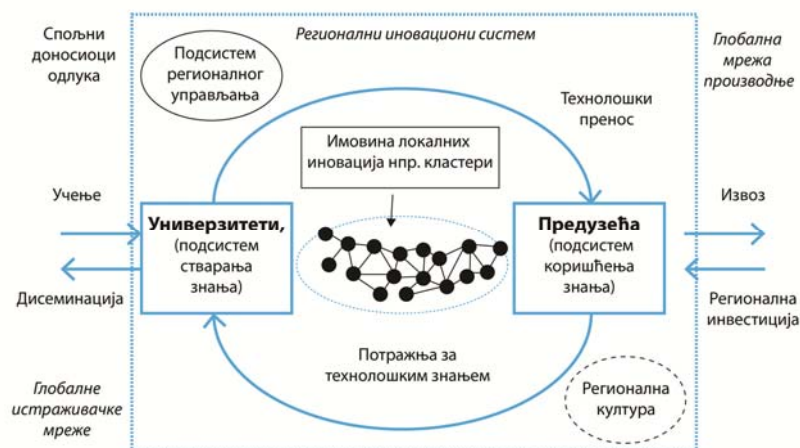 Спољни
доносиоци
одлука
Регионални иновациони систем
Глобална
мрежа
производње
Подсистем
регионалног
управљања
Технолошки
пренос
Имовина локалних
иновација нпр. кластери
Учење
Универзитети,
(подсистем
стварања
знања)
Предузећа
(подсистем
коришћења
знања)
Извоз
Дисеминација
Регионална
инвестиција
Потражња за
технолошким знањем
Глобалне
истраживачке
мреже
Регионална
култура